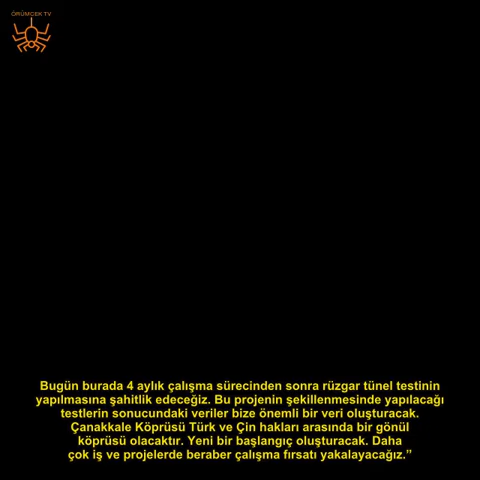 ÖRÜMCEK TV
Bugün burada 4 aylık çalışma sürecinden sonra rüzgar tünel testinin
yapılmasına şahitlik edeceğiz. Bu projenin şekillenmesinde yapılacağı
testlerin sonucundaki veriler bize önemli bir veri oluşturacak.
Çanakkale Köprüsü Türk ve Çin hakları arasında bir gönül
köprüsü olacaktır. Yeni bir başlangıç oluşturacak. Daha
çok iş ve projelerde beraber çalışma fırsatı yakalayacağız.”